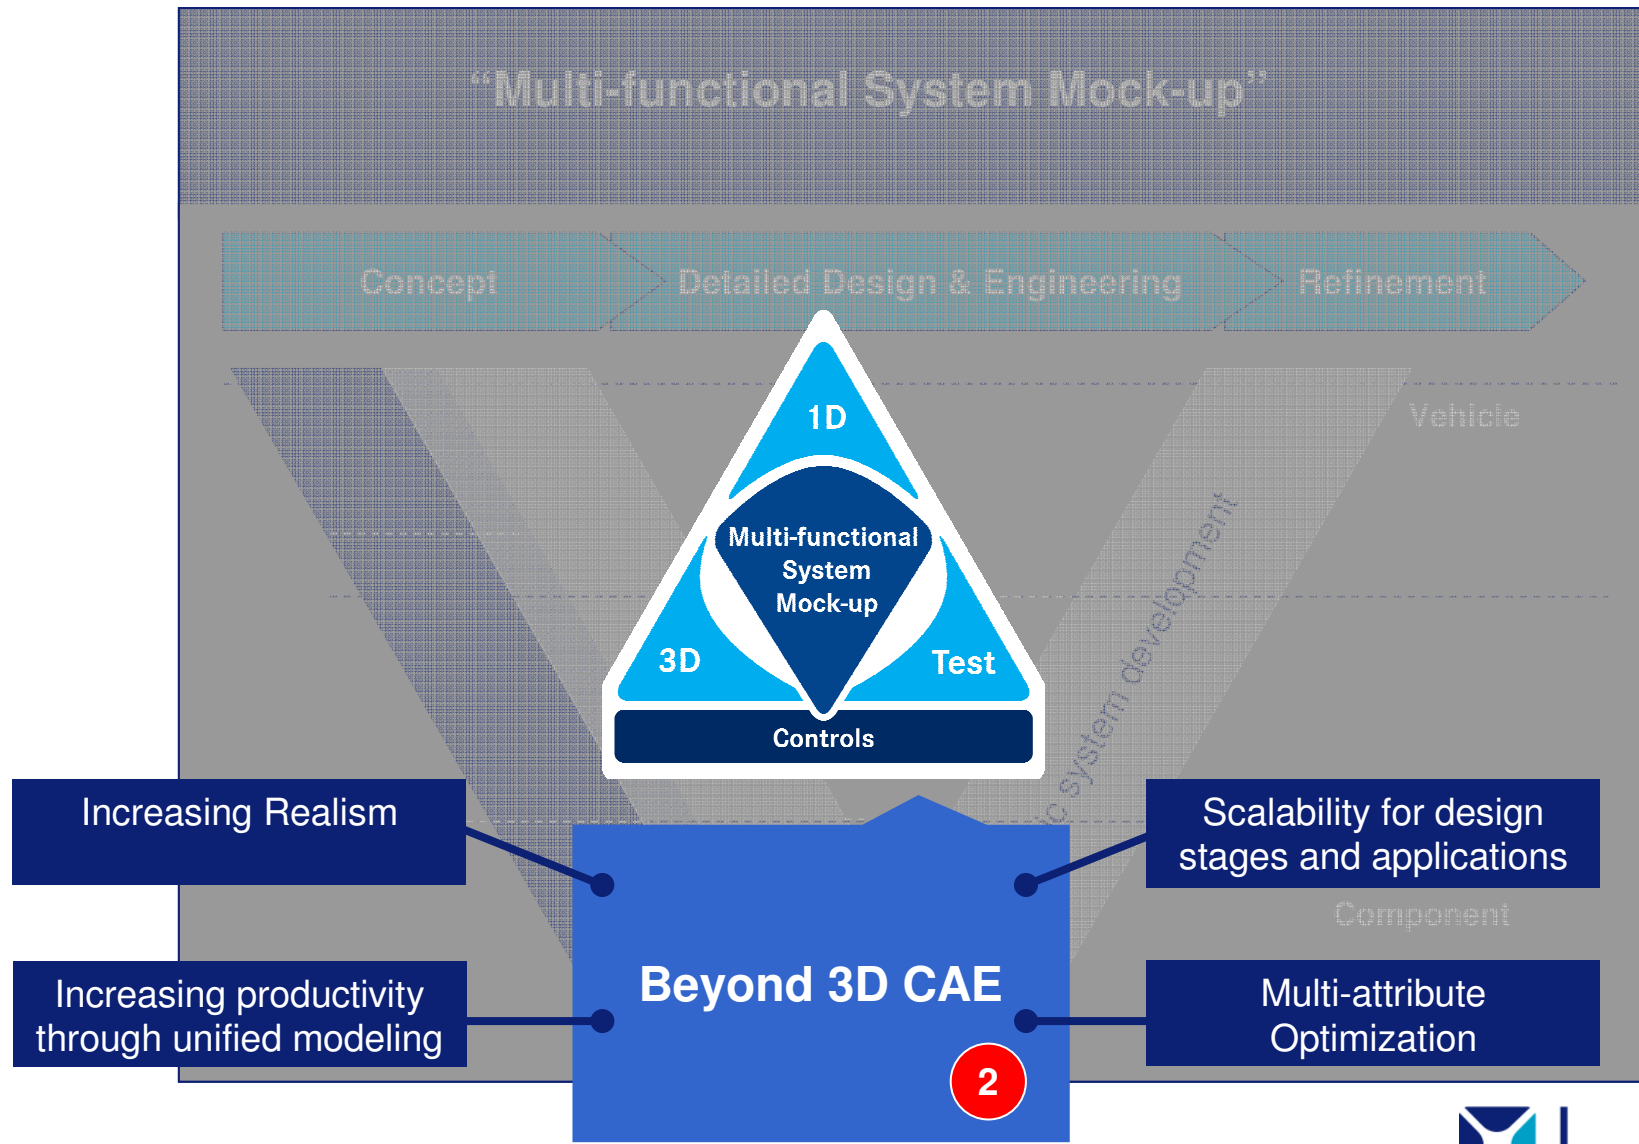 “Multi-functional System Mock-up”
Concept
Detailed Design & Engineering
Refinement
Vehicle
1D
Multi-functional
System
Mock-up
3D
Test
Controls
system development
Increasing Realism
Scalability for design
stages and applications
Component
Beyond 3D CAE
Increasing productivity
through unified modeling
Multi-attribute
Optimization
2